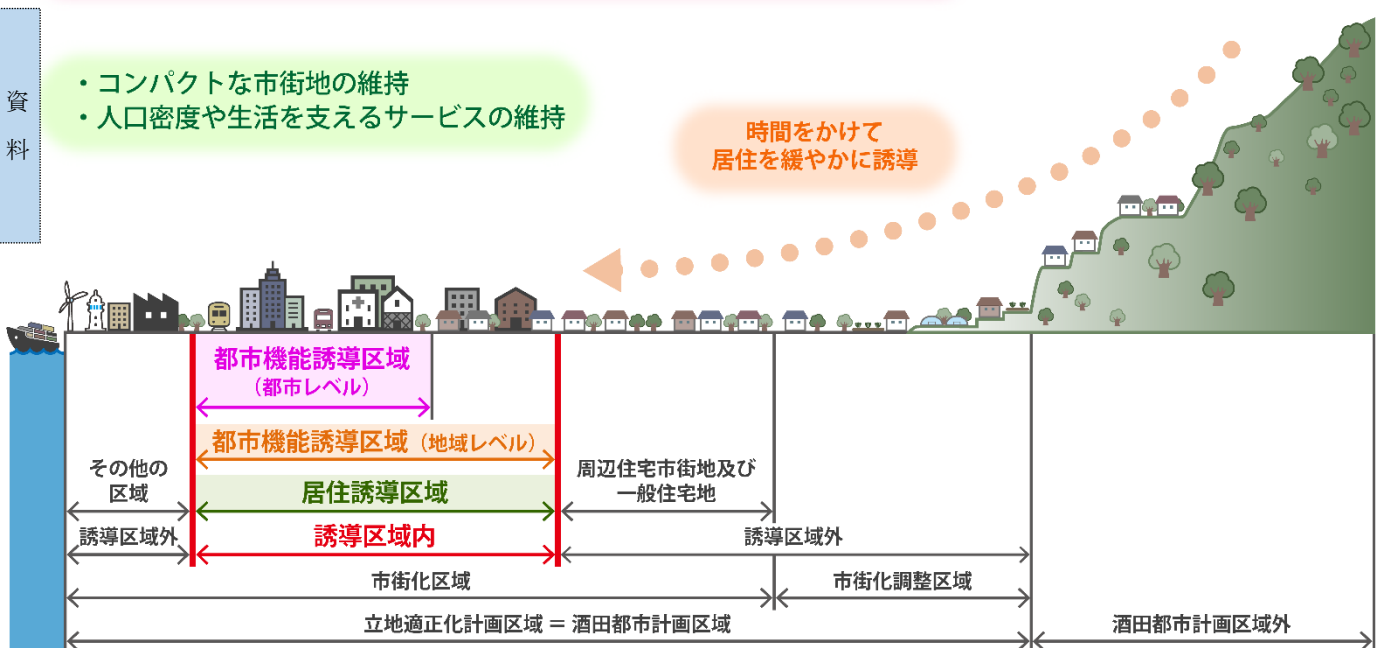 資
料
・コンパクトな市街地の維持
・人口密度や生活を支えるサービスの維持
時間をかけて
居住を緩やかに誘導
都市機能誘導区域
（都市レベル）
都市機能誘導区域（地域レベル）
その他の
区域
居住誘導区域
周辺住宅市街地及び
一般住宅地
誘導区域外
誘導区域内
誘導区域外
市街化区域
市街化調整区域
立地適正化計画区域 = 酒田都市計画区域
酒田都市計画区域外